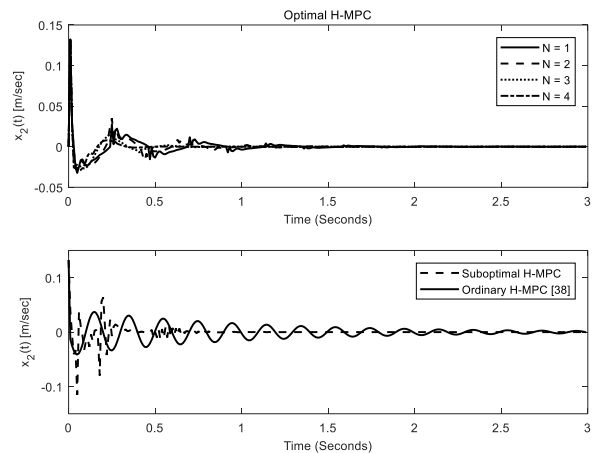 Optimal H-MPC
0.15
0.1
0.05
0
-0.05
x2(t) [m/sec]
N = 1
N = 2
N = 3
N = 4
0 0.5 1 1.5 2 2.5 3
Time (Seconds)
0.1
0
-0.1
x2(t) [m/sec]
Suboptimal H-MPC
Ordinary H-MPC [38]
0 0.5 1 1.5 2 2.5 3
Time (Seconds)